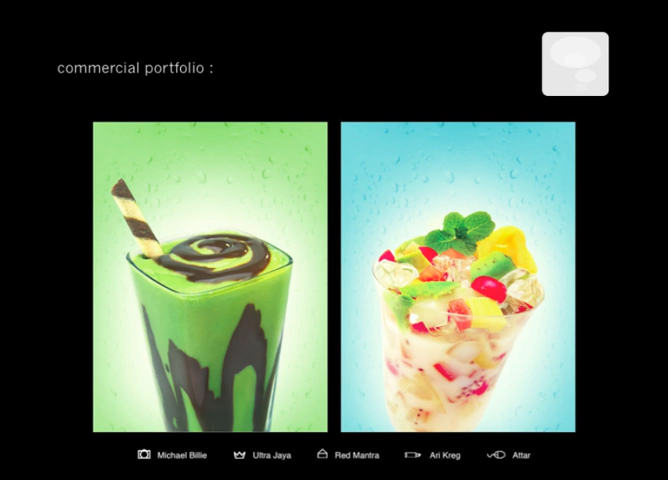 commercial portfolio :
Michael Billie Ultra Jaya Red Mantra Ari Kreg Attar